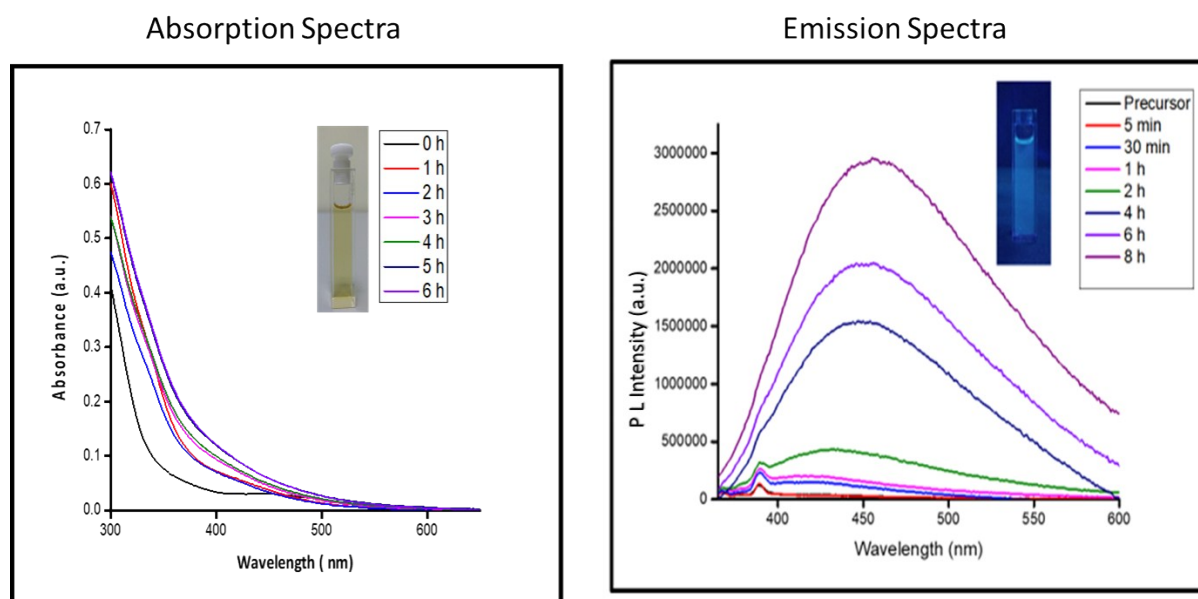 Absorption Spectra
Absorbance (a.u.)
0.7
0.6
0.5
0.4
0.3
0.2
0.1
0.0
300
400
500
600
Wavelength ( nm)
0 h
1 h
2 h
3 h
4 h
5 h
6 h
Emission Spectra
P L Intensity (a.u.)
3000000
2500000
2000000
1500000
1000000
500000
0
400
450
500
550
600
Wavelength (nm)
Precursor
5 min
30 min
1 h
2 h
4 h
6 h
8 h